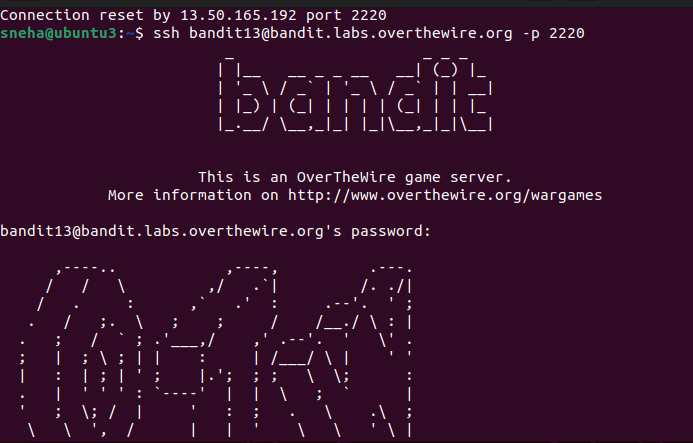 Connection reset by 13.50.165.192 port 2220
sneha@ubuntu3:~$ ssh bandit13@bandit.labs.overthewire.org -p 2220
bandit
This is an OverTheWire game server.
More information on http://www.overthewire.org/wargames
bandit13@bandit.labs.overthewire.org's password: